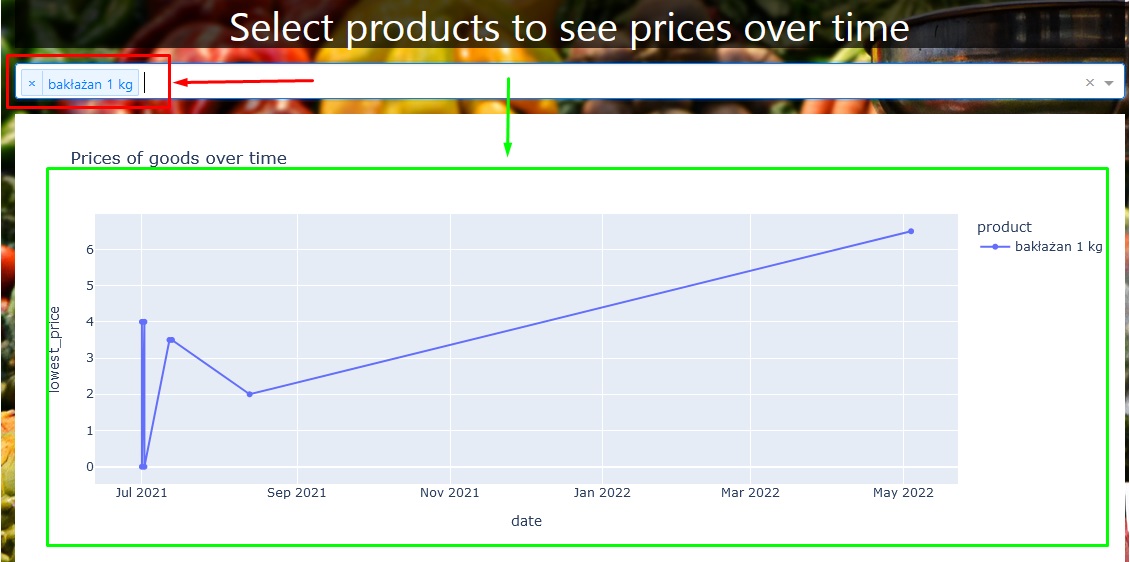 Select products to see prices over time
× bakłażan 1 kg ×
Prices of goods over time
product
bakłażan 1 kg
lowest_price
6
5
4
3
2
1
0
Jul 2021 Sep 2021 Nov 2021 Jan 2022 Mar 2022 May 2022
date